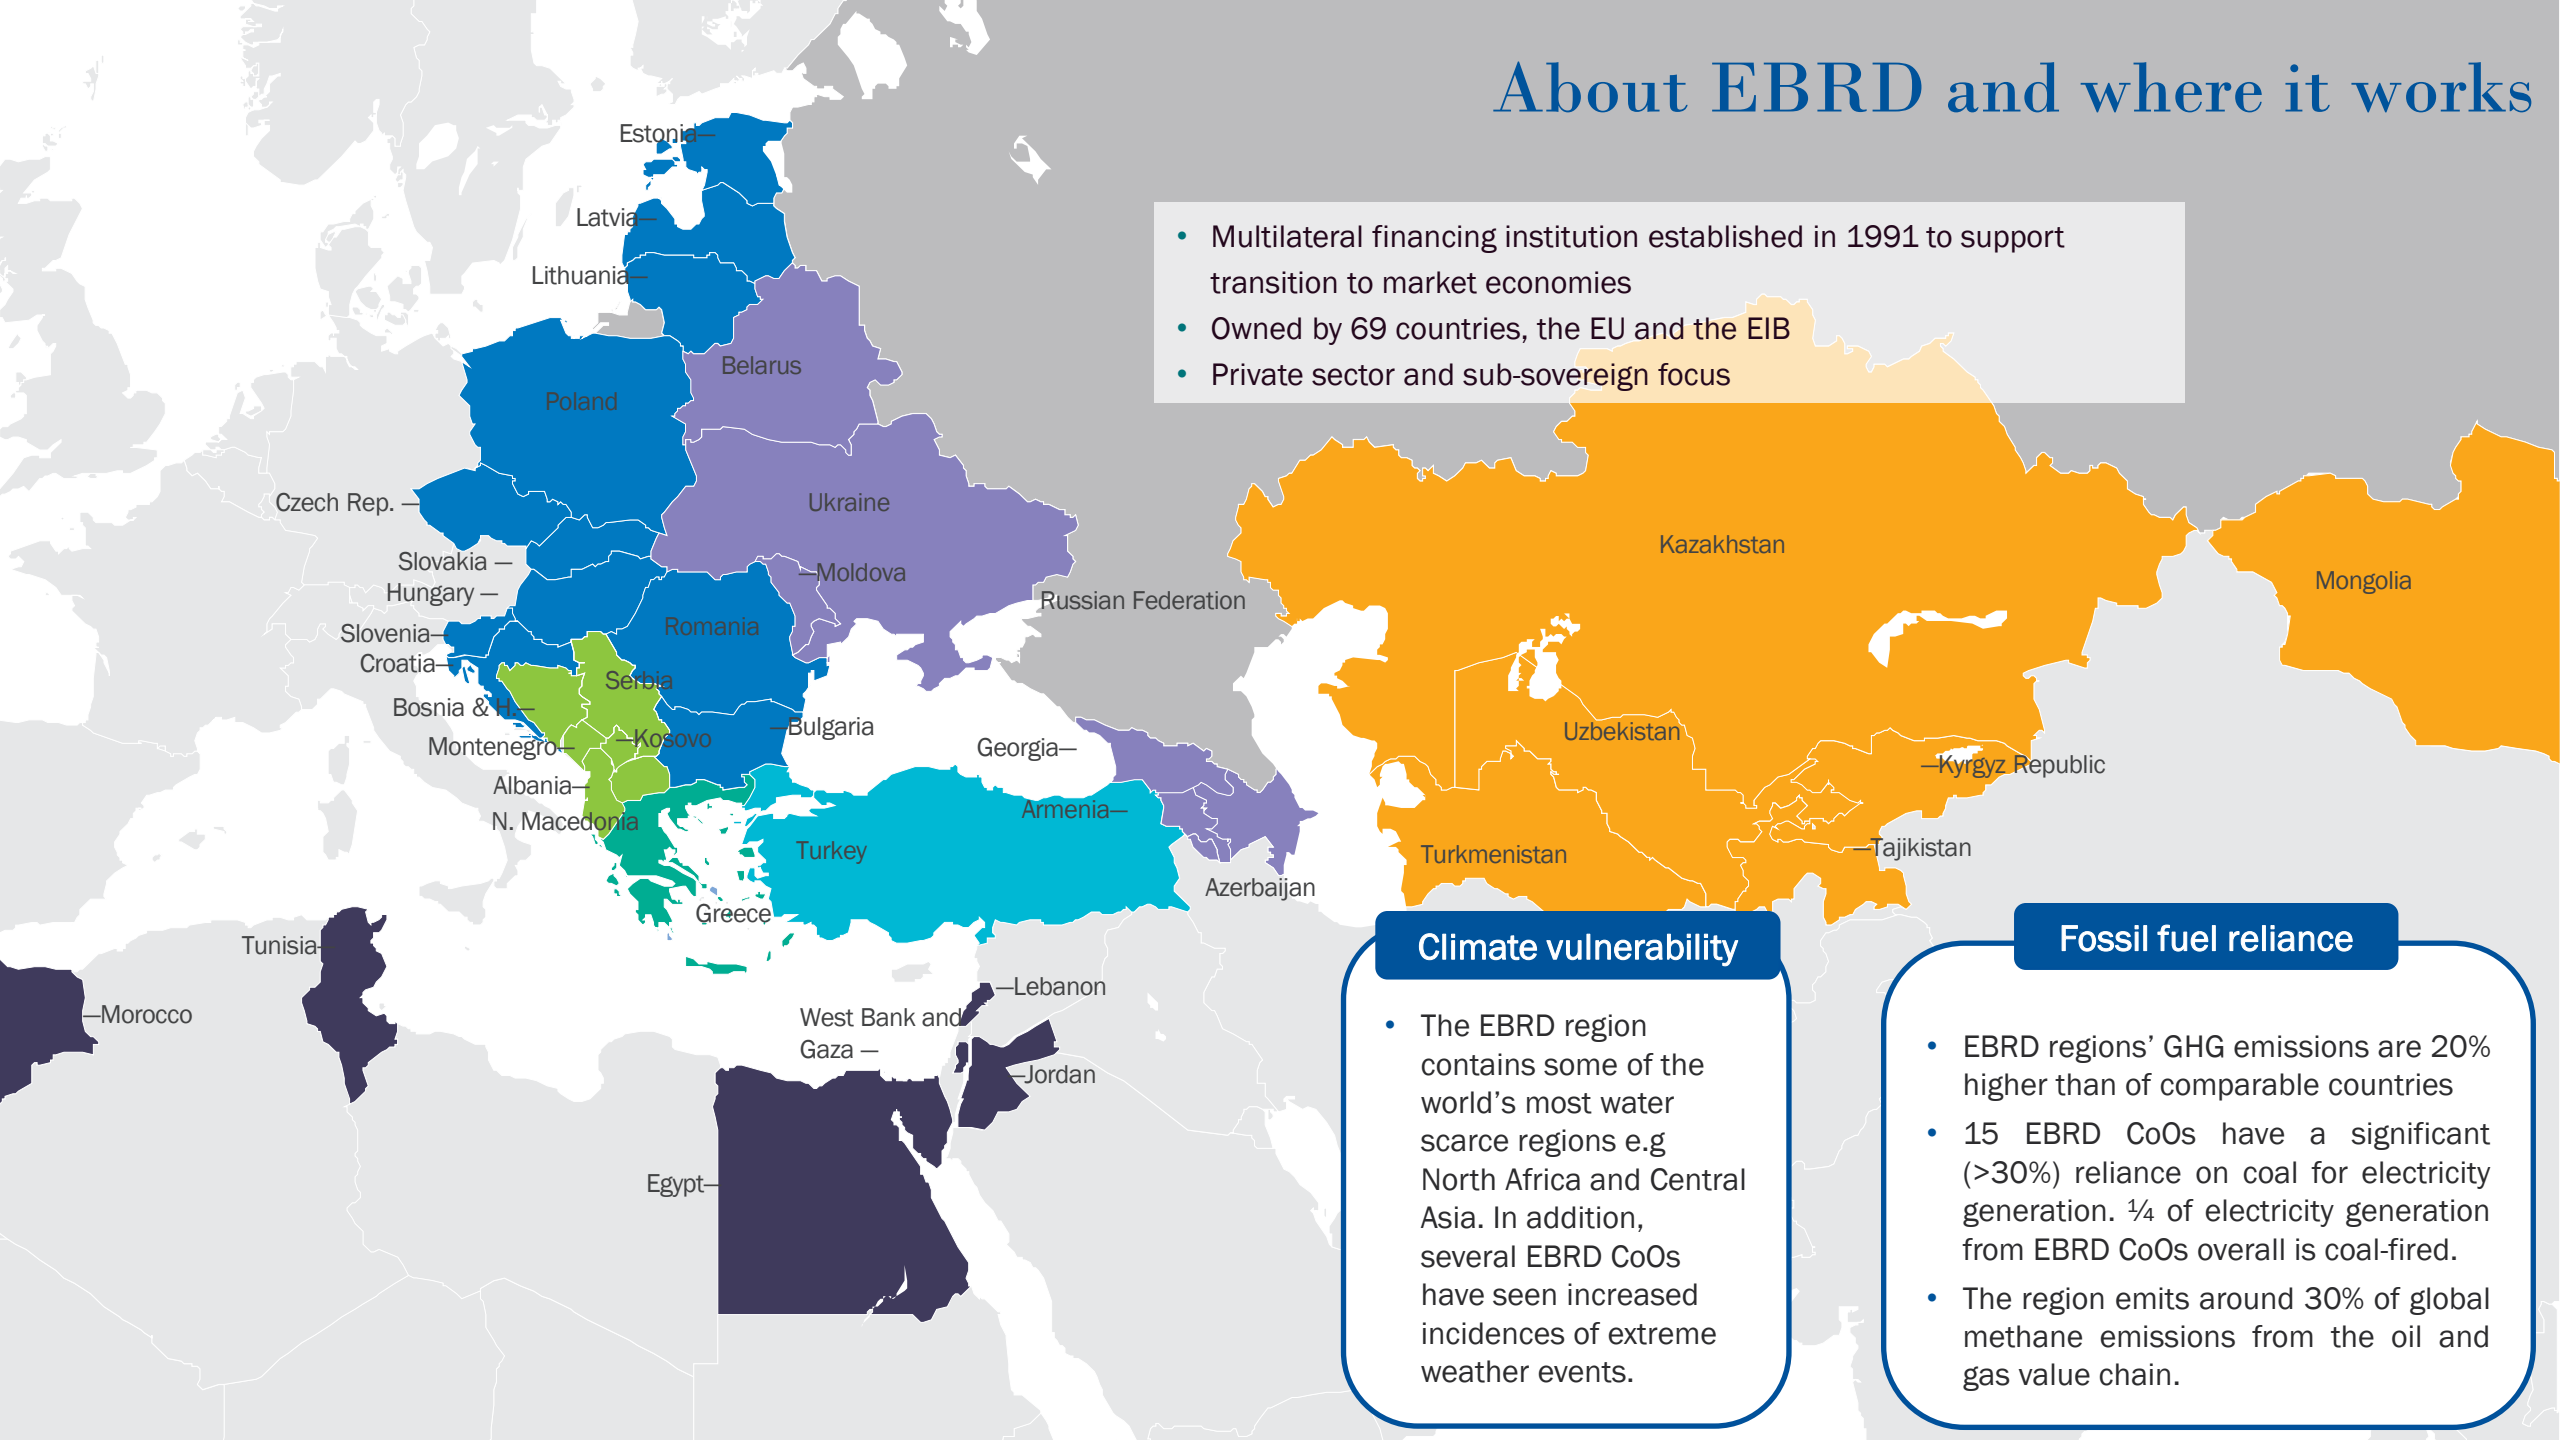 About EBRD and where it works
• Multilateral financing institution established in 1991 to support
transition to market economies
• Owned by 69 countries, the EU and the EIB
• Private sector and sub-sovereign focus
Estonia
Latvia
Lithuania
Belarus
Poland
Czech Rep.
Ukraine
Slovakia
Hungary
Moldova
Kazakhstan
Mongolia
Russian Federation
Slovenia
Romania
Croatia
Serbia
Bosnia & H.
Montenegro
Kosovo
Bulgaria
Georgia
Uzbekistan
Kyrgyz Republic
Albania
Armenia
N. Macedonia
Turkey
Turkmenistan
Tajikistan
Azerbaijan
Greece
Tunisia
Morocco
Lebanon
West Bank and
Gaza
Jordan
Egypt
Climate vulnerability
• The EBRD region
contains some of the
world’s most water
scarce regions e.g
North Africa and Central
Asia. In addition,
several EBRD CoOs
have seen increased
incidences of extreme
weather events.
Fossil fuel reliance
• EBRD regions’ GHG emissions are 20%
higher than of comparable countries
• 15 EBRD CoOs have a significant
(>30%) reliance on coal for electricity
generation. ¼ of electricity generation
from EBRD CoOs overall is coal-fired.
• The region emits around 30% of global
methane emissions from the oil and
gas value chain.